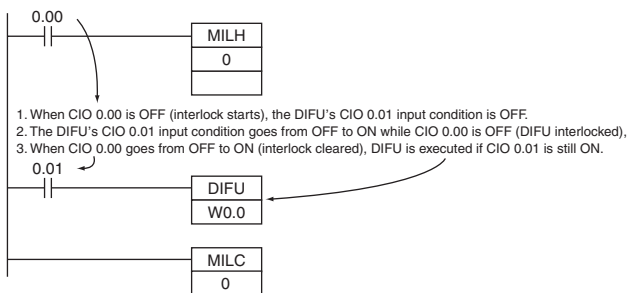 0.00
MILH
0
1. When CIO 0.00 is OFF (interlock starts), the DIFU's CIO 0.01 input condition is OFF.
2. The DIFU's CIO 0.01 input condition goes from OFF to ON while CIO 0.00 is OFF (DIFU interlocked),
3. When CIO 0.00 goes from OFF to ON (interlock cleared), DIFU is executed if CIO 0.01 is still ON.
0.01
DIFU
W0.0
MILC
0